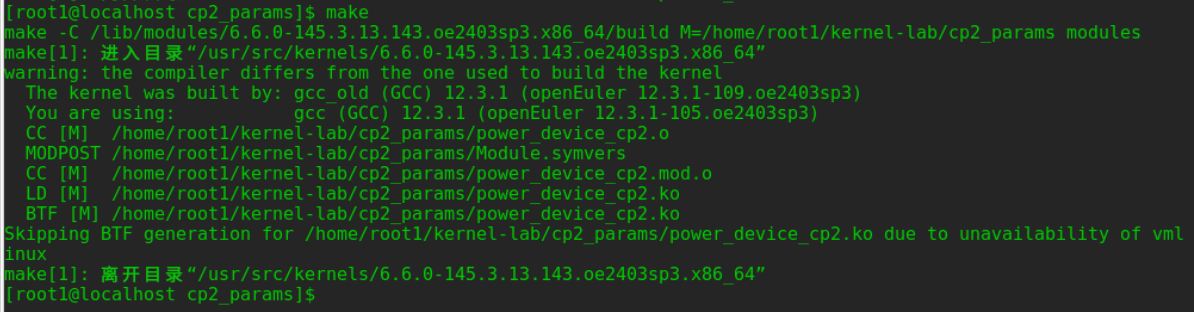 [root1@localhost cp2_params]$ make
make -C /lib/modules/6.6.0-145.3.13.143.oe2403sp3.x86_64/build M=/home/root1/kernel-lab/cp2_params modules
make[1]: 进入目录“/usr/src/kernels/6.6.0-145.3.13.143.oe2403sp3.x86_64”
warning: the compiler differs from the one used to build the kernel
  The kernel was built by: gcc_old (GCC) 12.3.1 (openEuler 12.3.1-109.oe2403sp3)
  You are using:           gcc (GCC) 12.3.1 (openEuler 12.3.1-105.oe2403sp3)
  CC [M]  /home/root1/kernel-lab/cp2_params/power_device_cp2.o
  MODPOST /home/root1/kernel-lab/cp2_params/Module.symvers
  CC [M]  /home/root1/kernel-lab/cp2_params/power_device_cp2.mod.o
  LD [M]  /home/root1/kernel-lab/cp2_params/power_device_cp2.ko
  BTF [M] /home/root1/kernel-lab/cp2_params/power_device_cp2.ko
Skipping BTF generation for /home/root1/kernel-lab/cp2_params/power_device_cp2.ko due to unavailability of vml
inux
make[1]: 离开目录“/usr/src/kernels/6.6.0-145.3.13.143.oe2403sp3.x86_64”
[root1@localhost cp2_params]$